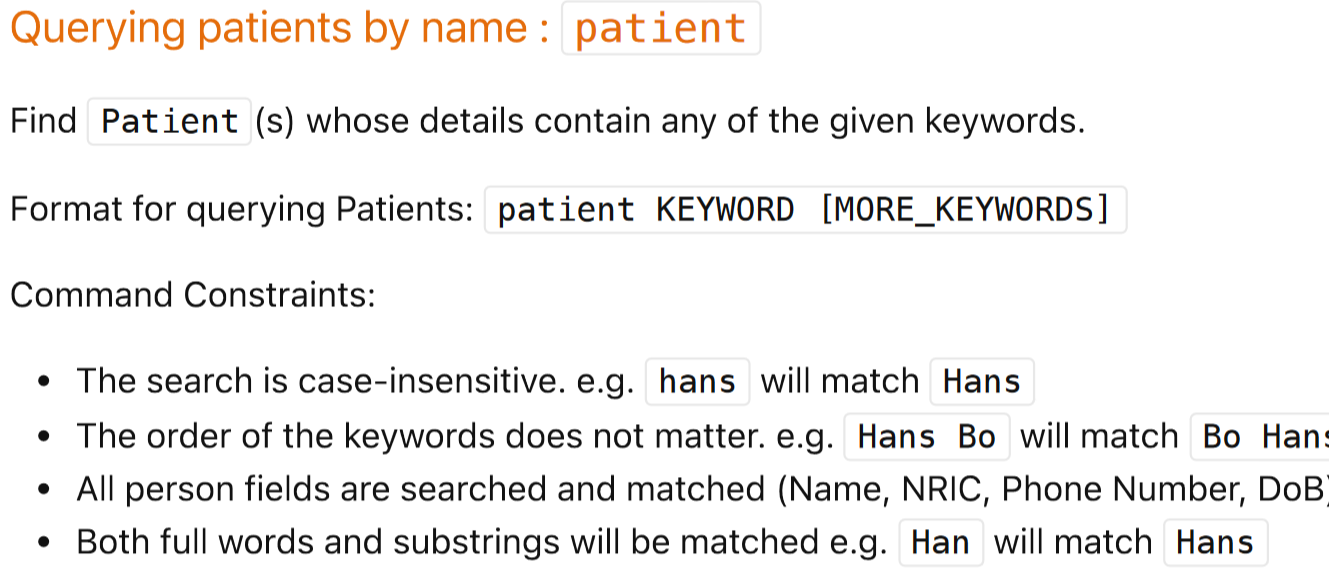 Querying patients by name : patient
Find Patient (s) whose details contain any of the given keywords.
Format for querying Patients: patient KEYWORD [MORE_KEYWORDS]
Command Constraints:
• The search is case-insensitive. e.g. hans will match Hans
• The order of the keywords does not matter. e.g. Hans Bo will match Bo Hans
• All person fields are searched and matched (Name, NRIC, Phone Number, DoB)
• Both full words and substrings will be matched e.g. Han will match Hans